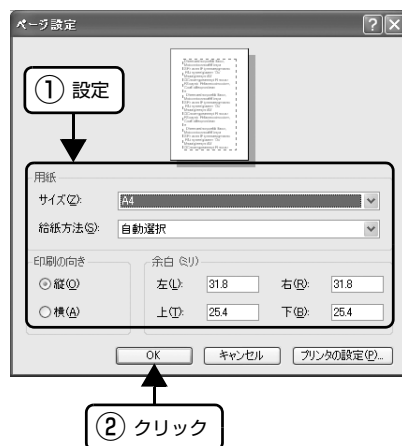 ページ設定
① 設定
用紙
サイズ(Z): A4
給紙方法(S): 自動選択
印刷の向き
縦(O)
横(A)
余白 (ミリ)
左(L): 31.8 右(R): 31.8
上(T): 25.4 下(B): 25.4
OK キャンセル プリンタの設定(P)...
② クリック